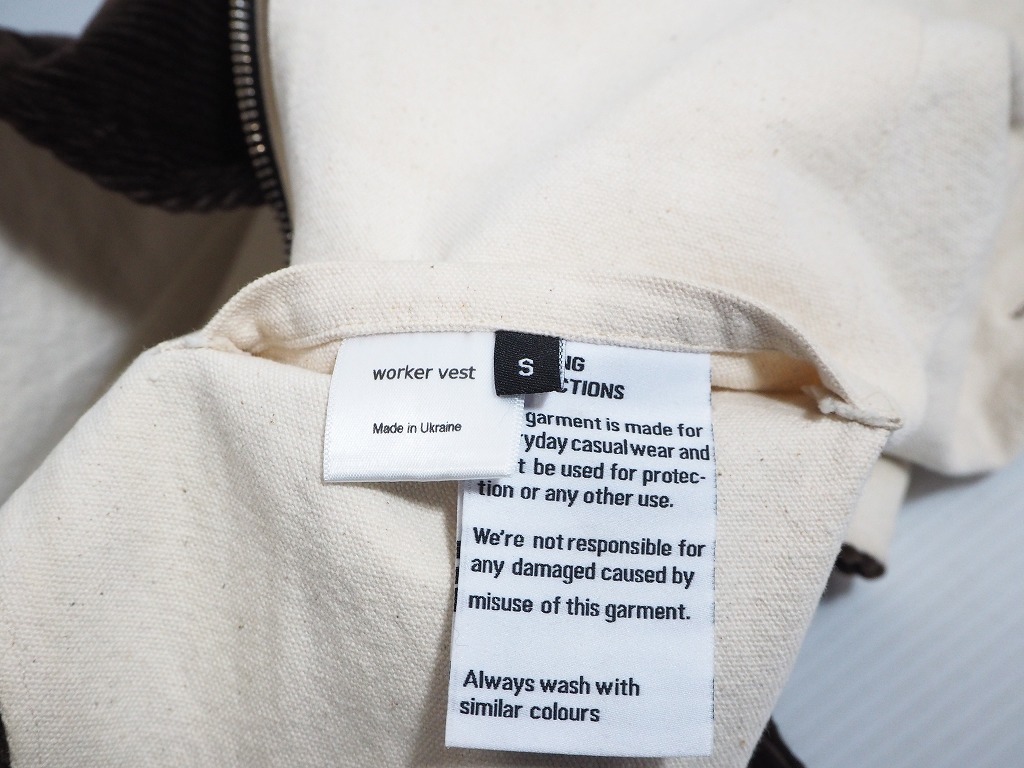 worker vest
Made in Ukraine
S
NG
CTIONS
garment is made for
yday casual wear and
t be used for protec-
tion or any other use.
We're not responsible for
any damaged caused by
misuse of this garment.
Always wash with
similar colours